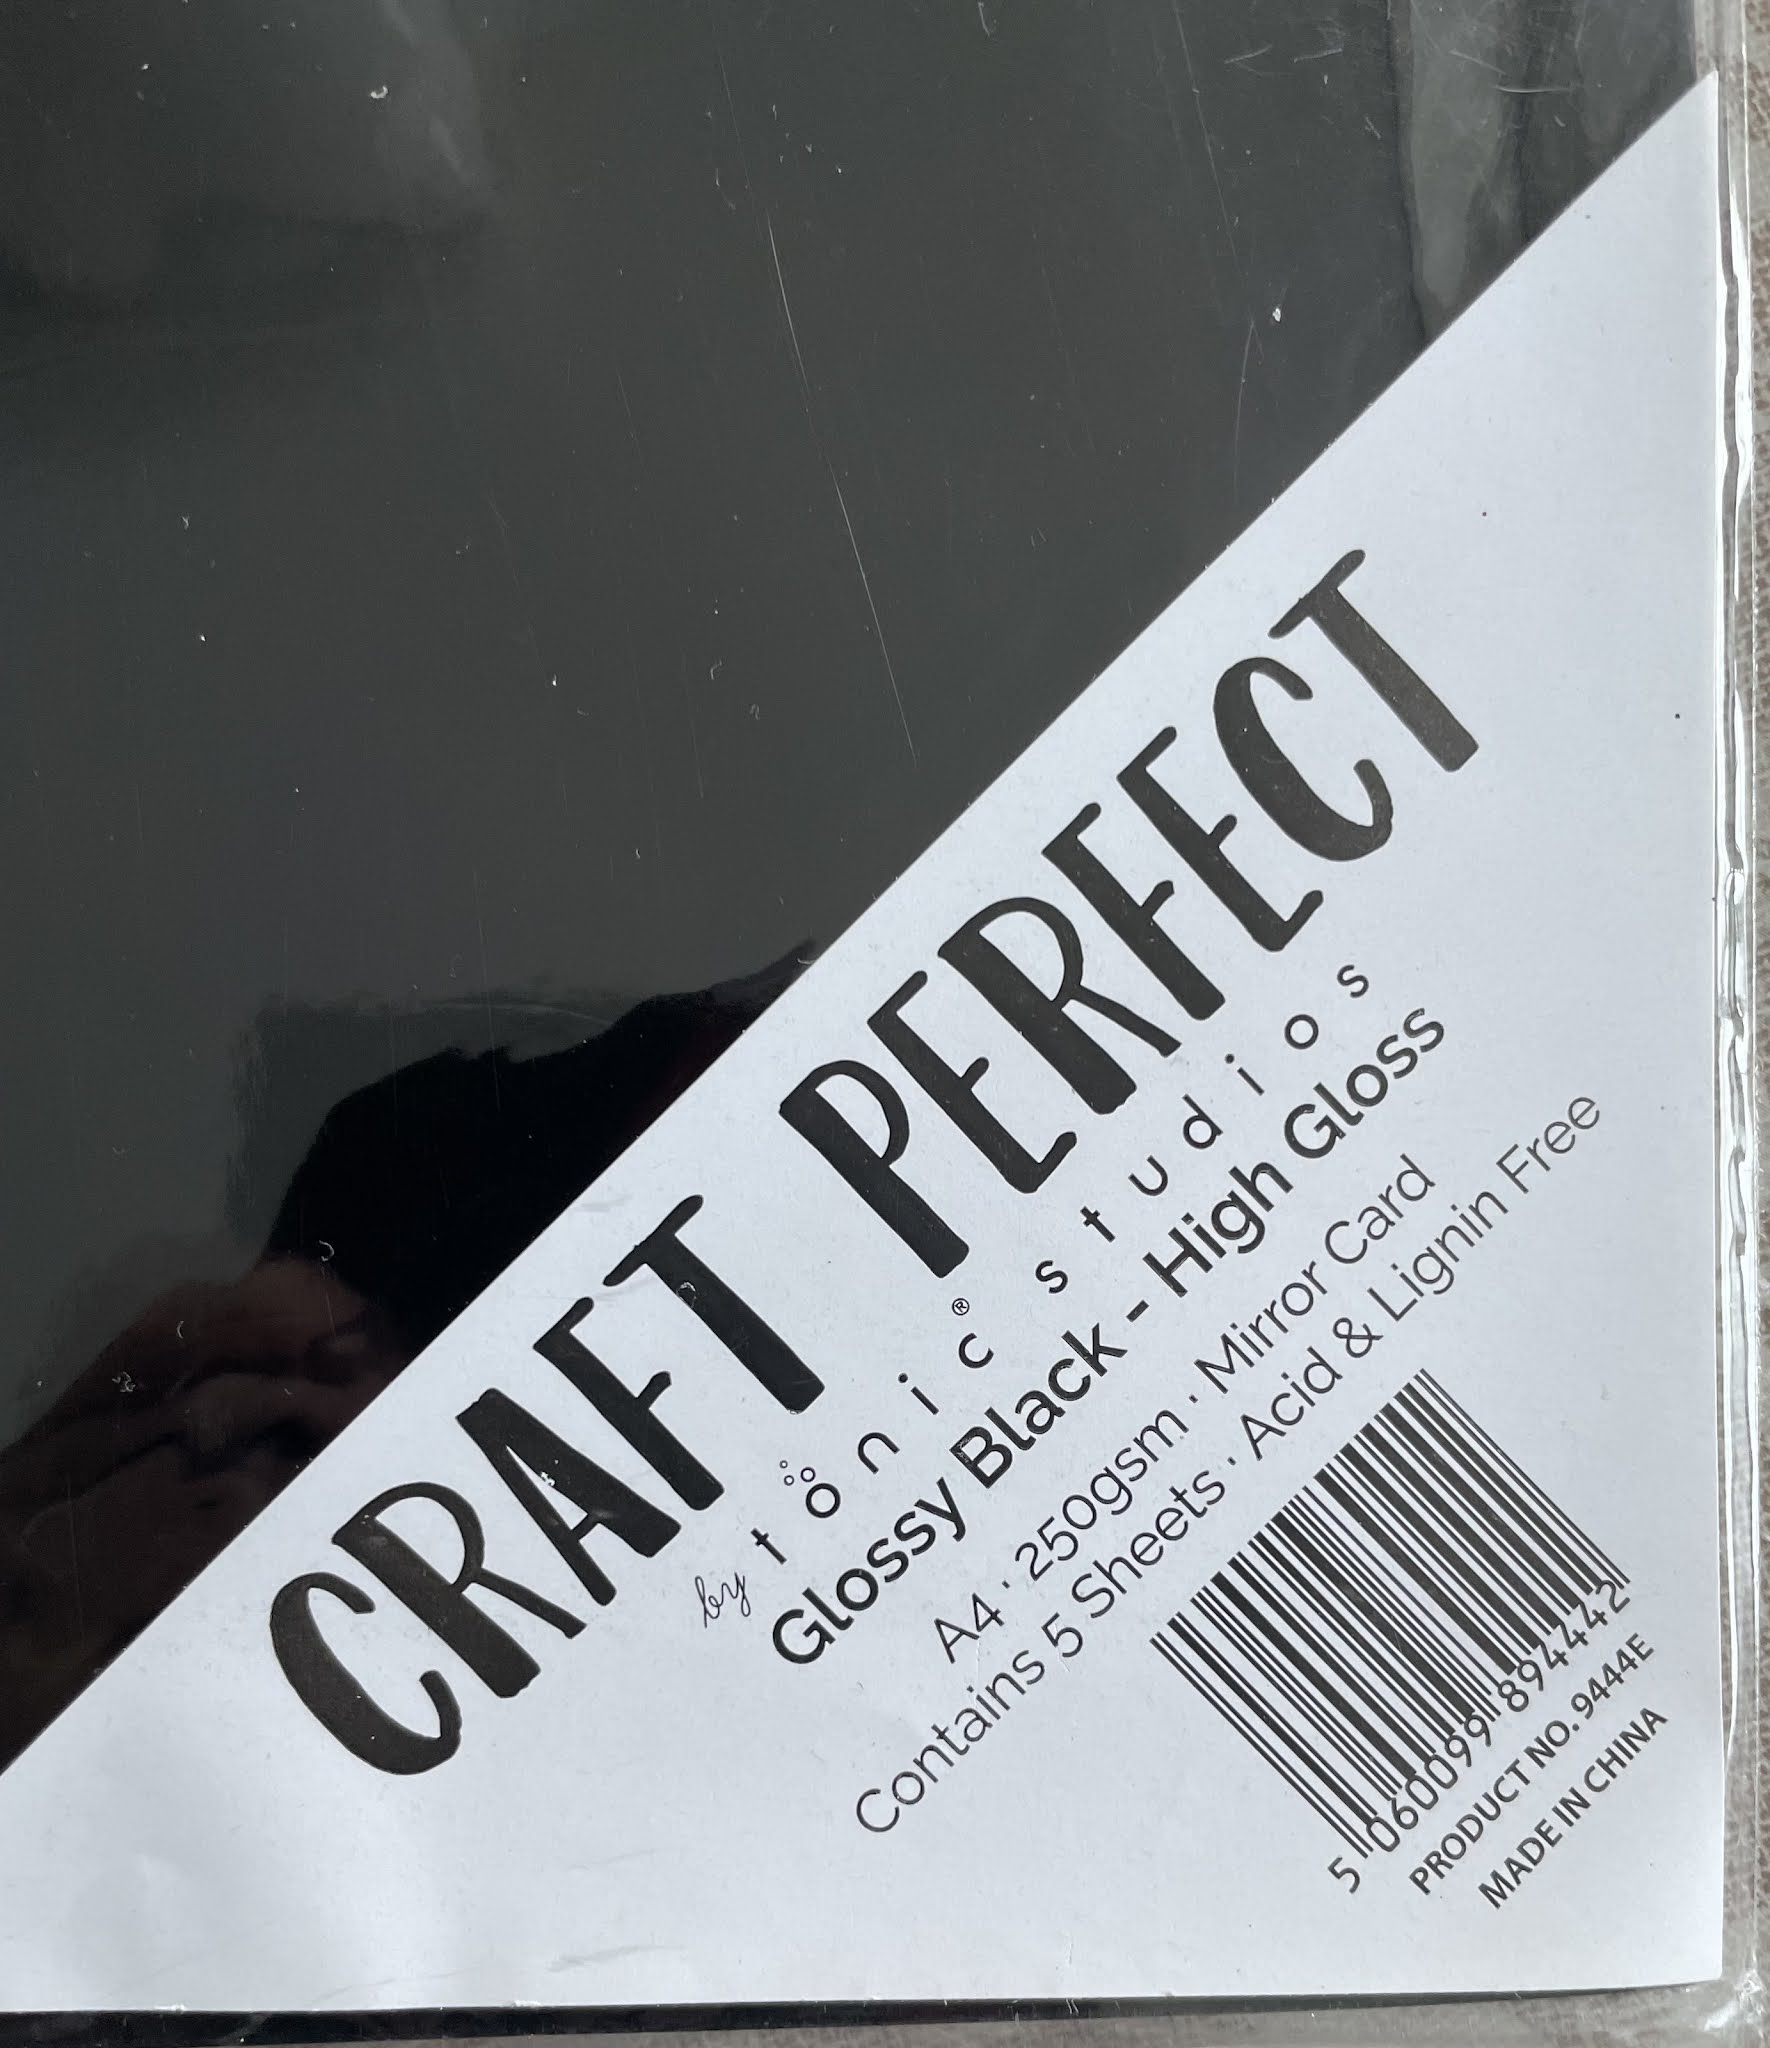 CRAFT PERFECT
by tonic® studios
Glossy Black - High Gloss
A4 · 250gsm · Mirror Card
Contains 5 Sheets · Acid & Lignin Free
5 060099 894442
PRODUCT NO. 9444E
MADE IN CHINA